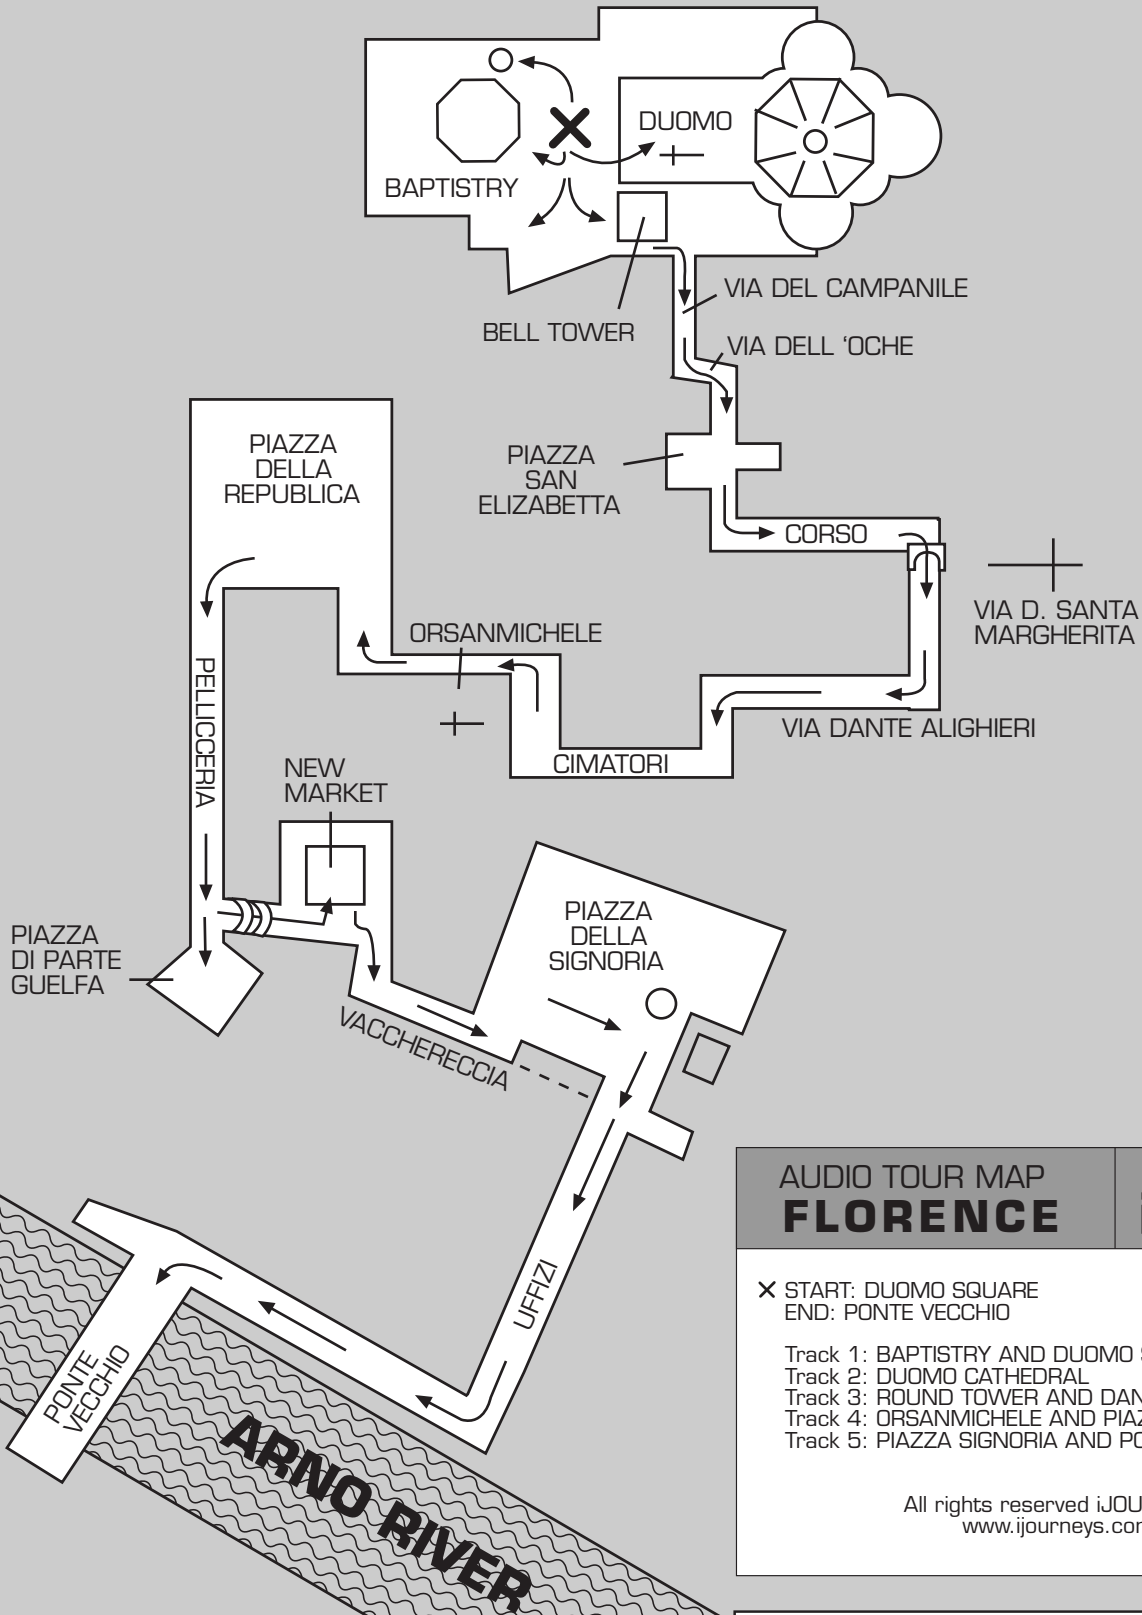 DUOMO
BAPTISTRY
VIA DEL CAMPANILE
BELL TOWER
VIA DELL ‘OCHE
PIAZZA
DELLA
REPUBLICA
PIAZZA
SAN
ELIZABETTA
CORSO
VIA D. SANTA
MARGHERITA
ORSANMICHELE
PELLICCERIA
VIA DANTE ALIGHIERI
CIMATORI
NEW
MARKET
PIAZZA
DELLA
SIGNORIA
PIAZZA
DI PARTE
GUELFA
VACCHERECCIA
UFFIZI
PONTE
VECCHIO
ARNO RIVER
AUDIO TOUR MAP
FLORENCE
START: DUOMO SQUARE
END: PONTE VECCHIO
Track 1: BAPTISTRY AND DUOMO
Track 2: DUOMO CATHEDRAL
Track 3: ROUND TOWER AND
Track 4: ORSANMICHELE AND
Track 5: PIAZZA SIGNORIA AND
All rights reserved